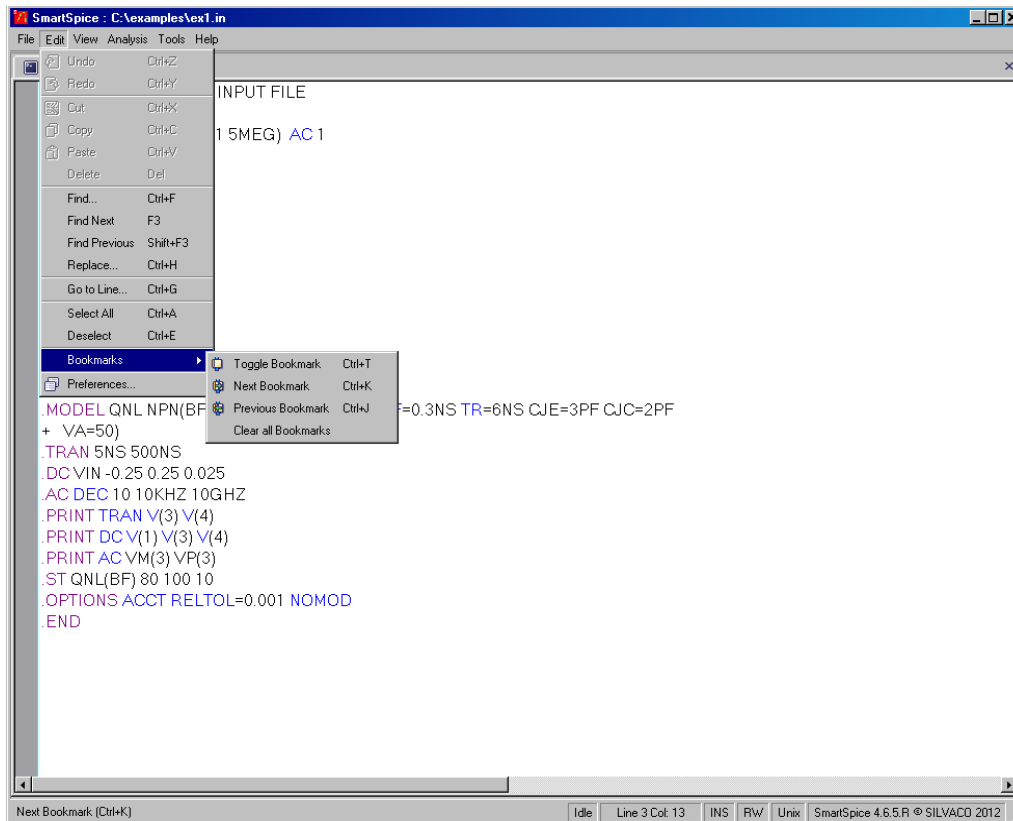 SmartSpice : C:\examples\ex1.in
File Edit View Analysis Tools Help
Undo Ctrl+Z
Redo Ctrl+Y
Cut Ctrl+X
Copy Ctrl+C
Paste Ctrl+V
Delete Del
Find... Ctrl+F
Find Next F3
Find Previous Shift+F3
Replace... Ctrl+H
Go to Line... Ctrl+G
Select All Ctrl+A
Deselect Ctrl+E
Bookmarks
Preferences...
Toggle Bookmark Ctrl+T
Next Bookmark Ctrl+K
Previous Bookmark Ctrl+J
Clear all Bookmarks
INPUT FILE
1 5MEG) AC 1
.MODEL QNL NPN(BF =0.3NS TR=6NS CJE=3PF CJC=2PF
+ VA=50)
.TRAN 5NS 500NS
.DC VIN -0.25 0.25 0.025
.AC DEC 10 10KHZ 10GHZ
.PRINT TRAN V(3) V(4)
.PRINT DC V(1) V(3) V(4)
.PRINT AC VM(3) VP(3)
.ST QNL(BF) 80 100 10
.OPTIONS ACCT RELTOL=0.001 NOMOD
.END
Next Bookmark (Ctrl+K)
Idle Line 3 Col: 13 INS RW Unix SmartSpice 4.6.5.R © SILVACO 2012